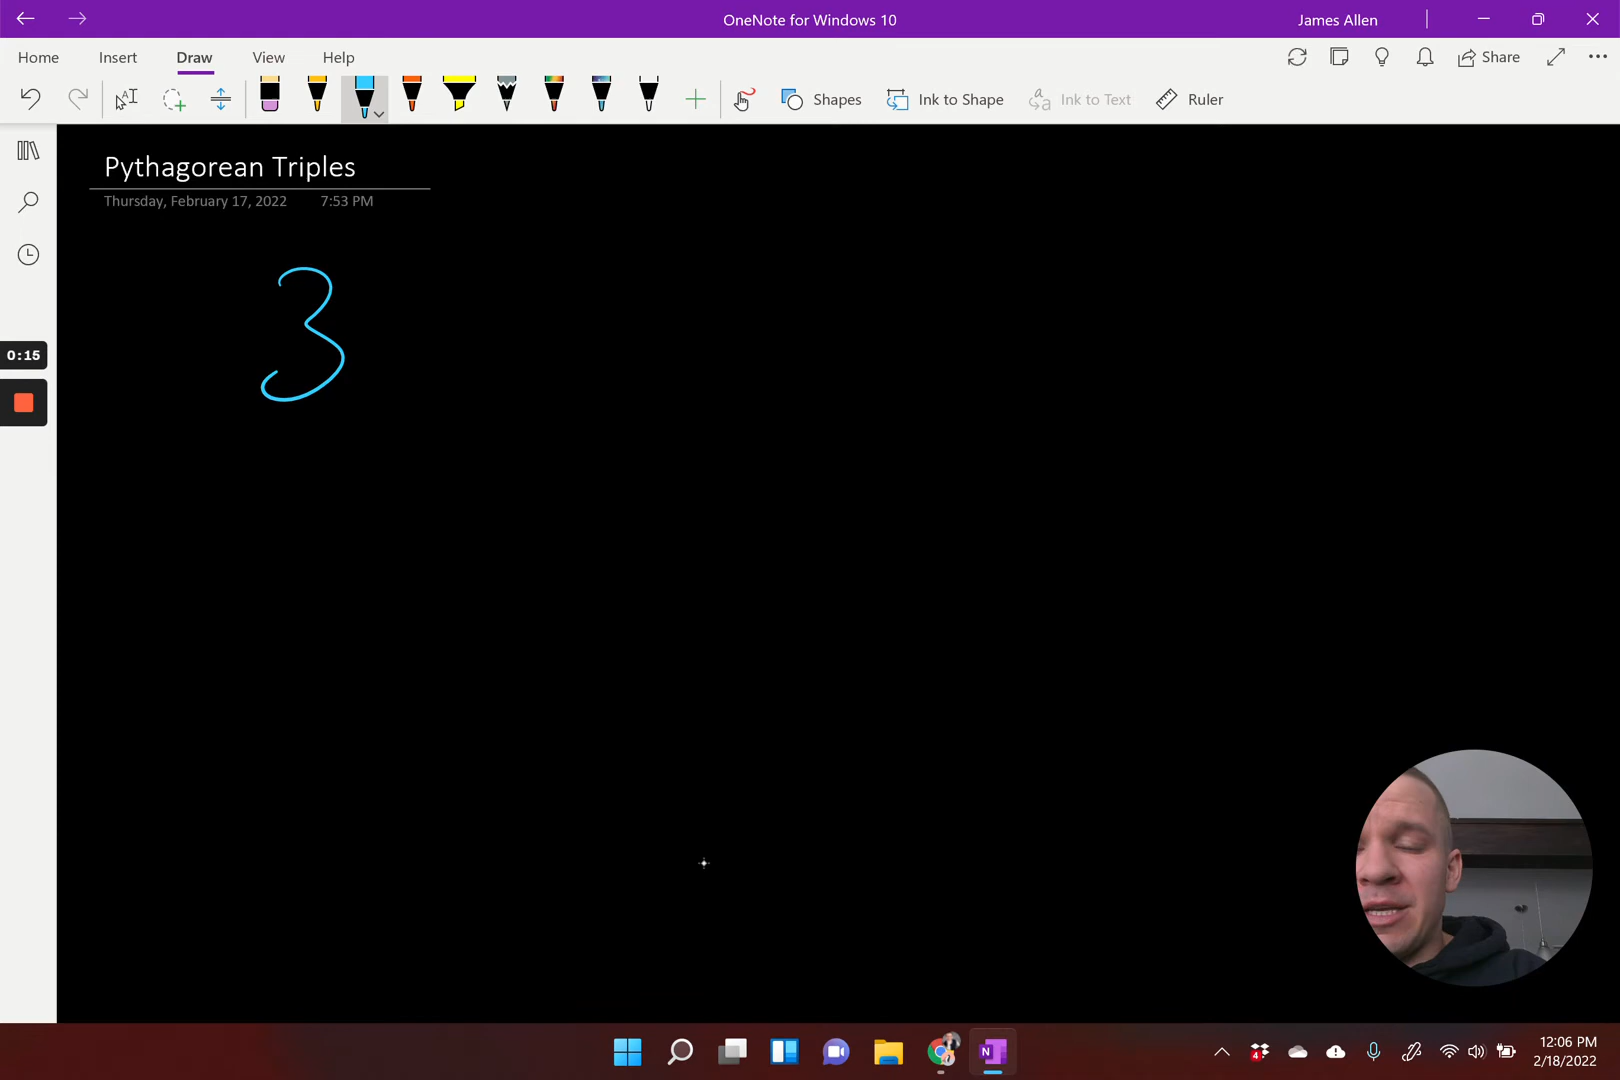 OneNote for Windows 10
James Allen
Home Insert Draw View Help
Share
Shapes Ink to Shape Ink to Text Ruler
Pythagorean Triples
Thursday, February 17, 2022 7:53 PM
3
0:15
4
N
12:06 PM
2/18/2022